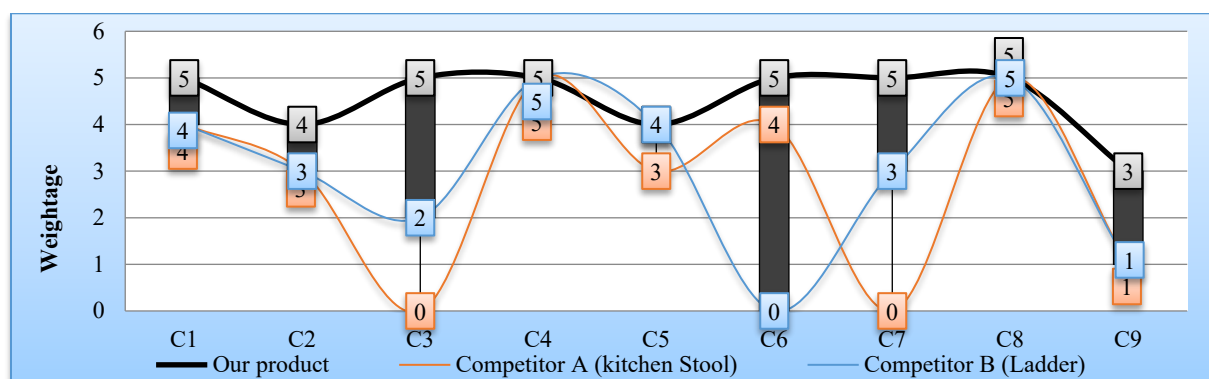 6
5
4
3
2
1
0
Weightage
5 4 5 5 4 5 5 5 3
4 3 0 5 3 4 0 5 1
4 3 2 5 4 0 3 5 1
C1 C2 C3 C4 C5 C6 C7 C8 C9
Our product Competitor A (kitchen Stool) Competitor B (Ladder)